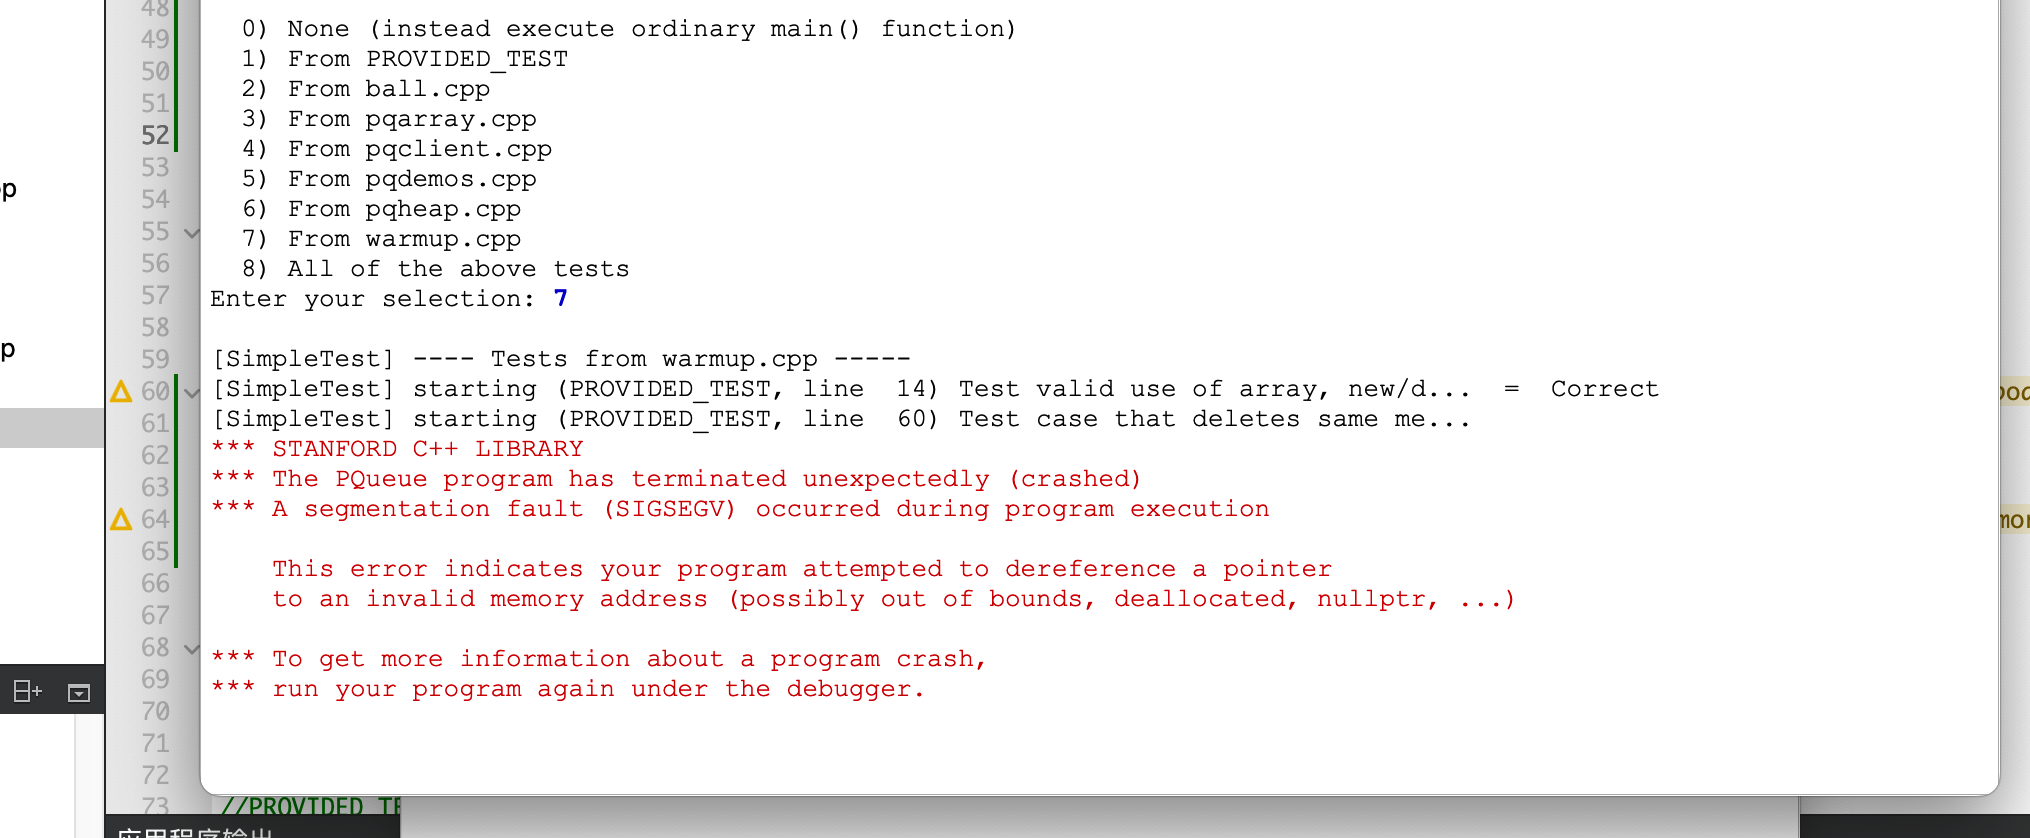 48
49
50
51
52
53
54
55
56
57
58
59
60
61
62
63
64
65
66
67
68
69
70
71
72
73
0) None (instead execute ordinary main() function)
1) From PROVIDED_TEST
2) From ball.cpp
3) From pqarray.cpp
4) From pqclient.cpp
5) From pqdemos.cpp
6) From pqheap.cpp
7) From warmup.cpp
8) All of the above tests
Enter your selection: 7
[SimpleTest] ---- Tests from warmup.cpp -----
[SimpleTest] starting (PROVIDED_TEST, line  14) Test valid use of array, new/d...  =  Correct
[SimpleTest] starting (PROVIDED_TEST, line  60) Test case that deletes same me...
*** STANFORD C++ LIBRARY
*** The PQueue program has terminated unexpectedly (crashed)
*** A segmentation fault (SIGSEGV) occurred during program execution
This error indicates your program attempted to dereference a pointer
to an invalid memory address (possibly out of bounds, deallocated, nullptr, ...)
*** To get more information about a program crash,
*** run your program again under the debugger.
//PROVIDED_TE
应用程序输出